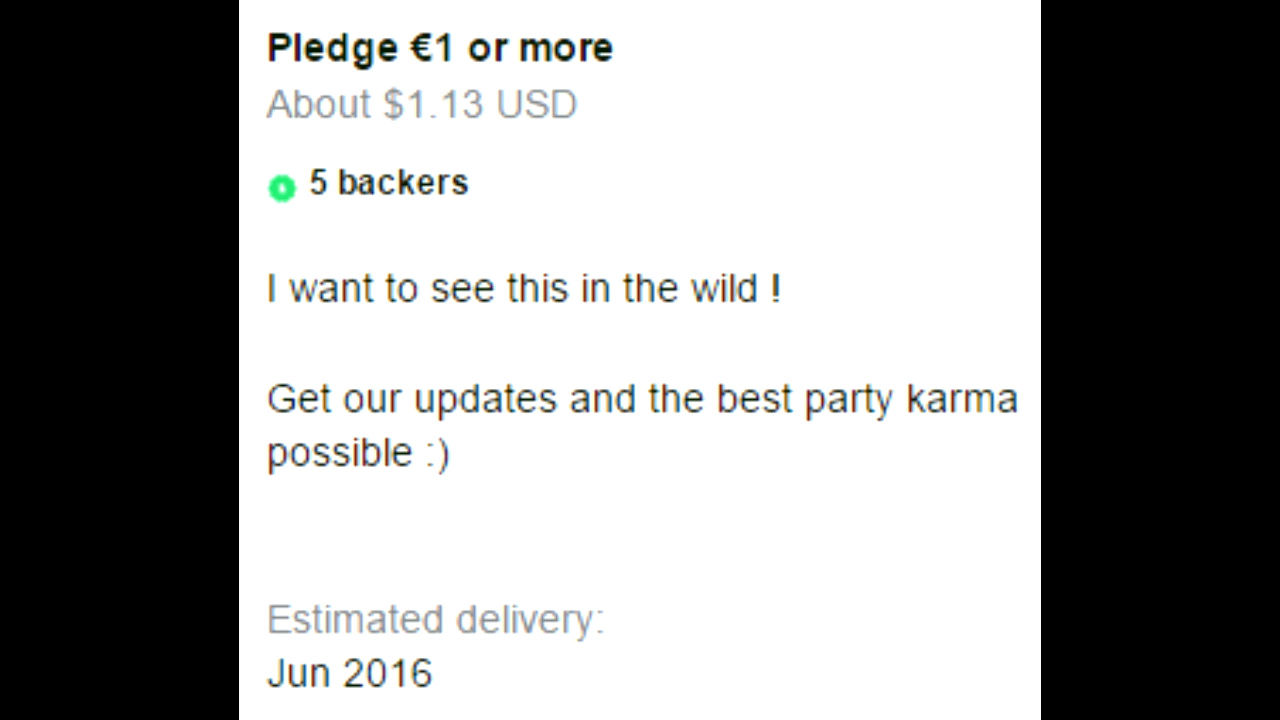 Pledge €1 or more
About $1.13 USD
5 backers
I want to see this in the wild !
Get our updates and the best party karma
possible :)
Estimated delivery:
Jun 2016